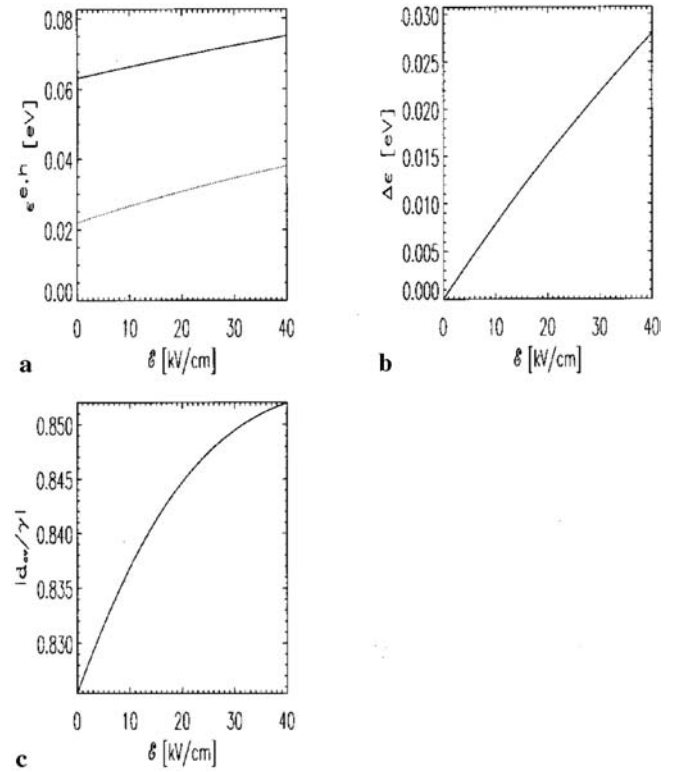 0.08
0.06
0.04
0.02
0.00
ϵ e,h [eV]
0 10 20 30 40
ℰ [kV/cm]
a
0.030
0.025
0.020
0.015
0.010
0.005
0.000
Δϵ [eV]
0 10 20 30 40
ℰ [kV/cm]
b
0.850
0.845
0.840
0.835
0.830
|d_cv/γ|
0 10 20 30 40
ℰ [kV/cm]
c